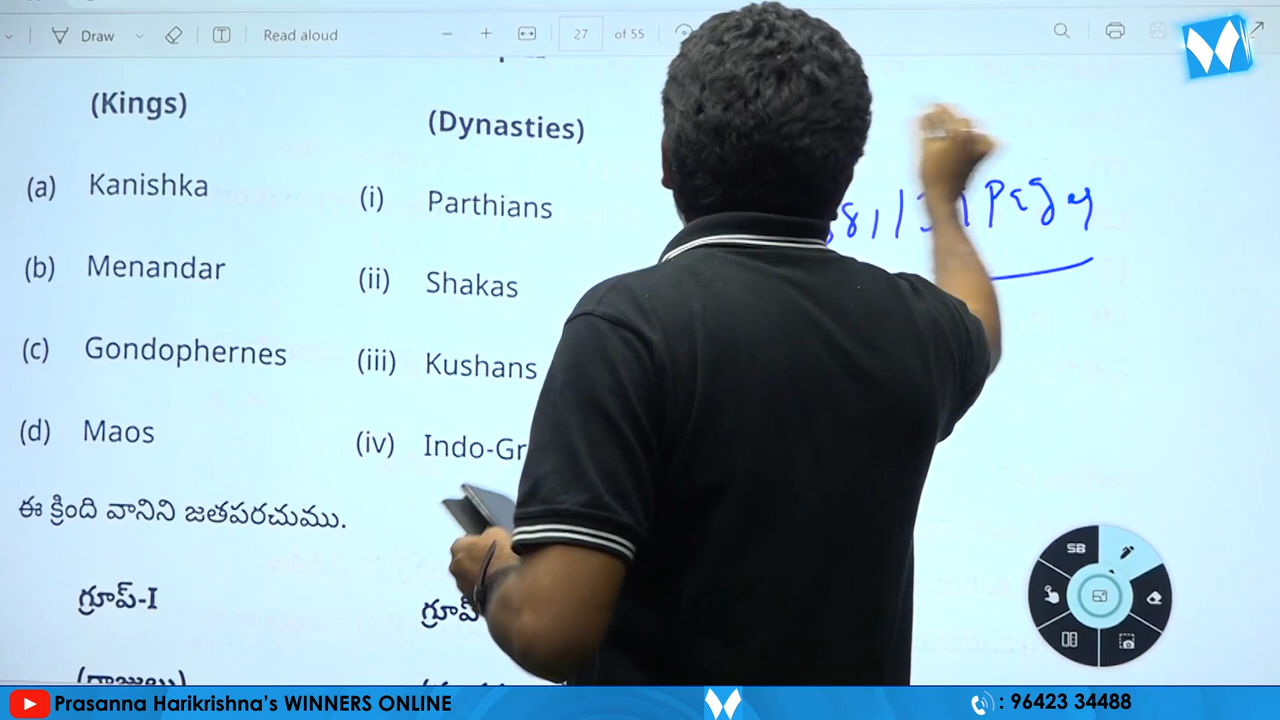 Draw
Read aloud
27 of 55
(Kings)
(Dynasties)
(a) Kanishka (i) Parthians
(b) Menandar (ii) Shakas
(c) Gondophernes (iii) Kushans
(d) Maos (iv) Indo-Gr
ఈ క్రింది వానిని జతపరచుము.
గ్రూప్-I గ్రూప్
(రాజులు)
SB
Prasanna Harikrishna's WINNERS ONLINE
: 96423 34488